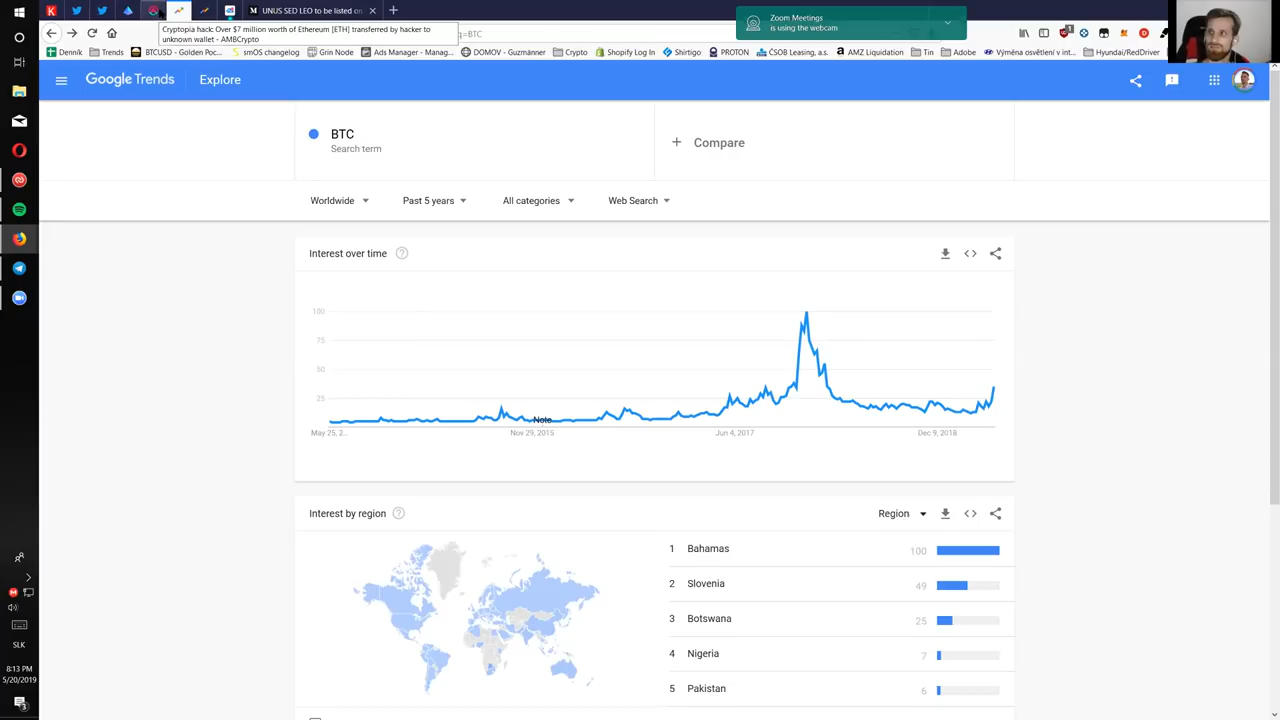 UNUS SED LEO to be listed on
Cryptopia hack: Over $7 million worth of Ethereum [ETH] transferred by hacker to
unknown wallet - AMBCrypto
q=BTC
Zoom Meetings
is using the webcam
Denník
Trends
BTCUSD - Golden Poc...
smOS changelog
Grin Node
Ads Manager - Manag...
DOMOV - Guzmáner
Crypto
Shopify Log In
Shirtigo
PROTON
ČSOB Leasing, a.s.
AMZ Liquidation
Tin
Adobe
Výměna osvětlení v int...
Hyundai/RedDriver
Google Trends
Explore
BTC
Search term
+ Compare
Worldwide
Past 5 years
All categories
Web Search
Interest over time
100
75
50
25
Note
May 25, 2...
Nov 29, 2015
Jun 4, 2017
Dec 9, 2018
Interest by region
Region
1 Bahamas 100
2 Slovenia 49
3 Botswana 25
4 Nigeria 7
5 Pakistan 6
SLK
8:13 PM
5/20/2019